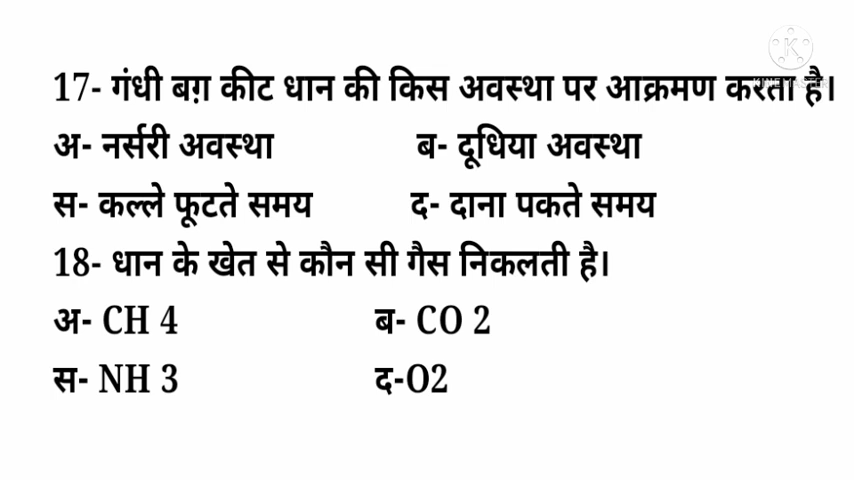 17- गंधी बग़ कीट धान की किस अवस्था पर आक्रमण करता है।
अ- नर्सरी अवस्था ब- दूधिया अवस्था
स- कल्ले फूटते समय द- दाना पकते समय
18- धान के खेत से कौन सी गैस निकलती है।
अ- CH 4 ब- CO 2
स- NH 3 द-O2
K
KINEMASTER